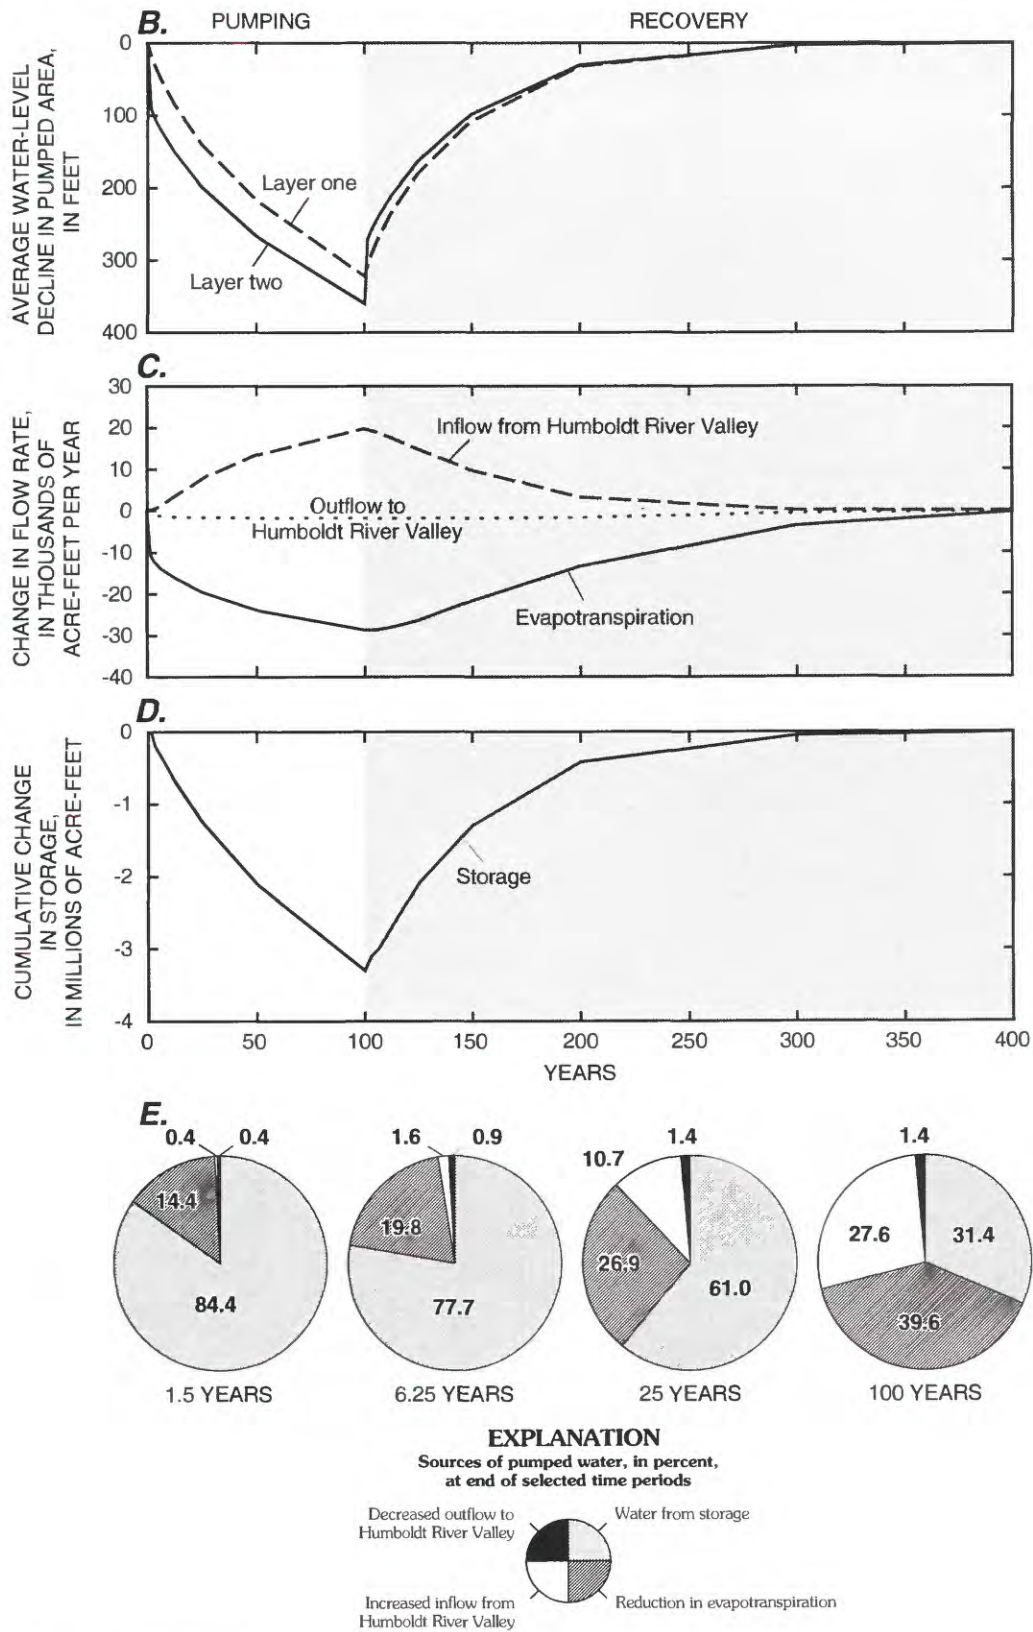 B.
PUMPING
RECOVERY
AVERAGE WATER-LEVEL
DECLINE IN PUMPED AREA,
IN FEET
0
100
200
300
400
Layer one
Layer two
C.
CHANGE IN FLOW RATE,
IN THOUSANDS OF
ACRE-FEET PER YEAR
30
20
10
0
-10
-20
-30
-40
Inflow from Humboldt River Valley
Outflow to
Humboldt River Valley
Evapotranspiration
D.
CUMULATIVE CHANGE
IN STORAGE,
IN MILLIONS OF ACRE-FEET
0
-1
-2
-3
-4
Storage
0 50 100 150 200 250 300 350 400
YEARS
E.
0.4 0.4
14.4
84.4
1.5 YEARS
1.6 0.9
19.8
77.7
6.25 YEARS
1.4
10.7
26.9
61.0
25 YEARS
1.4
27.6
31.4
39.6
100 YEARS
EXPLANATION
Sources of pumped water, in percent,
at end of selected time periods
Decreased outflow to
Humboldt River Valley
Water from storage
Increased inflow from
Humboldt River Valley
Reduction in evapotranspiration